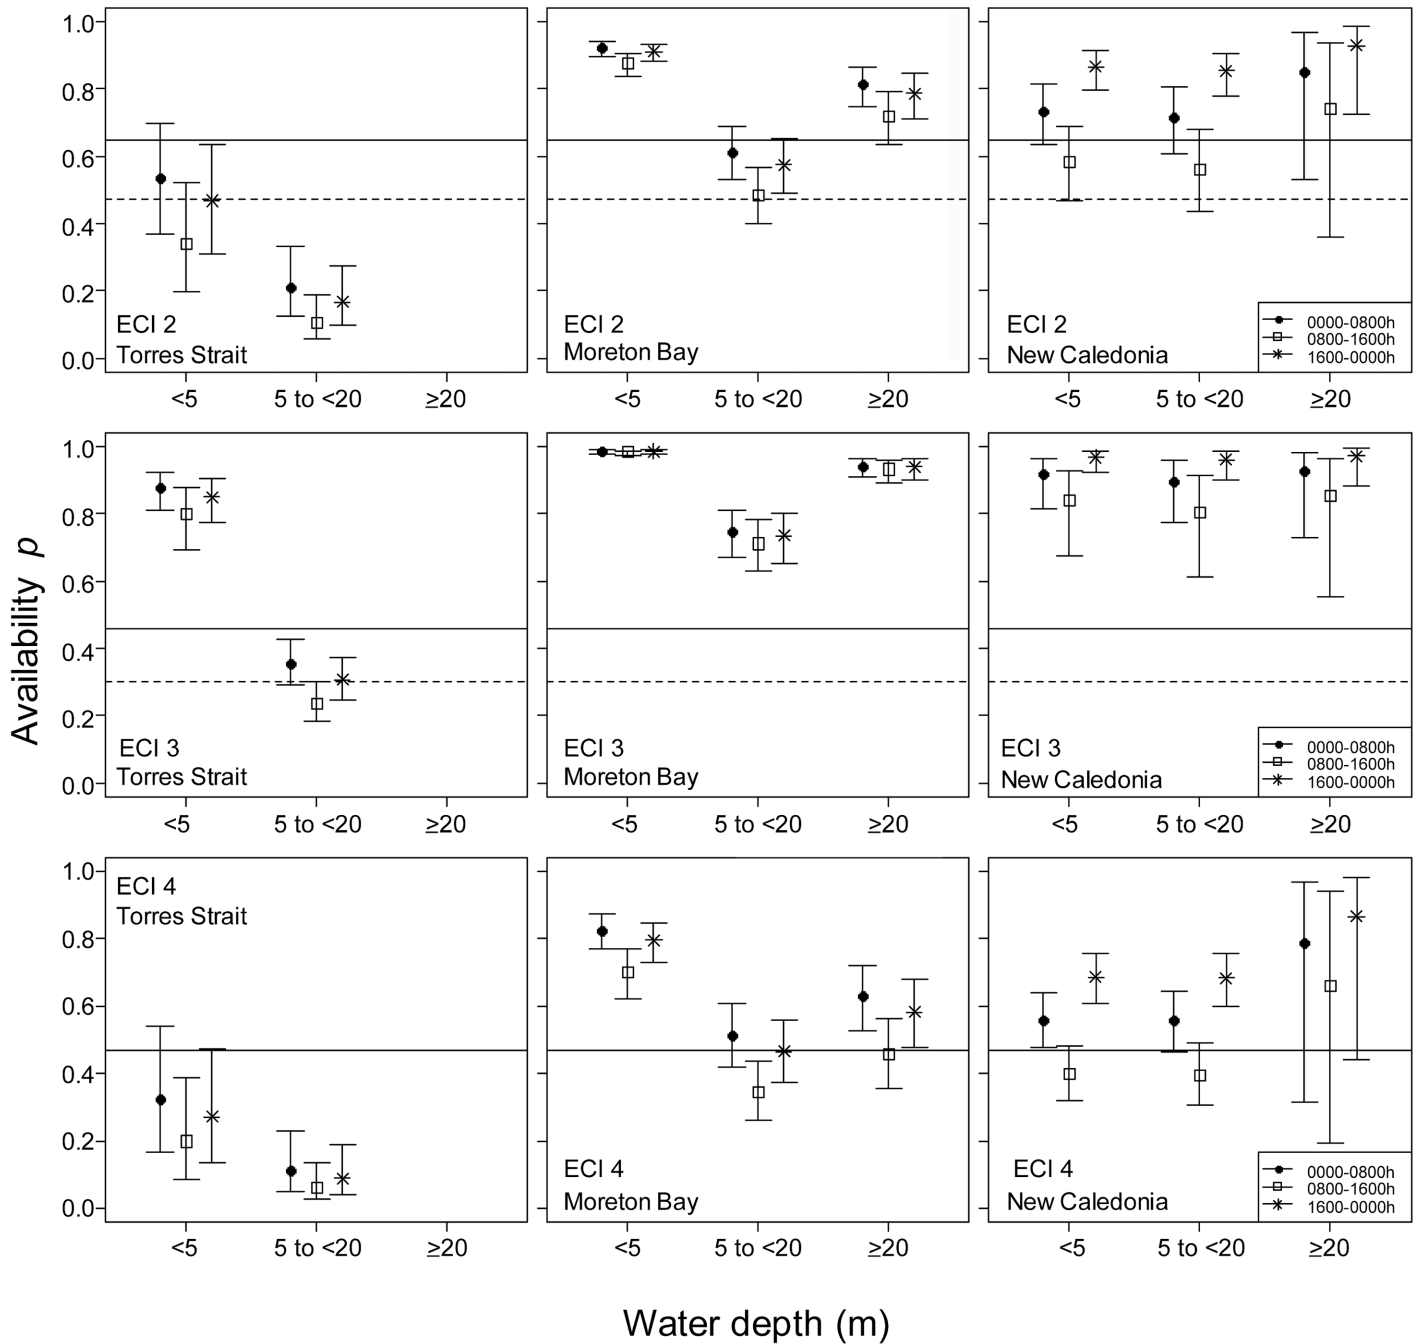 1.0
0.8
0.6
0.4
0.2
0.0
ECI 2
Torres Strait
<5 5 to <20 ≥20
ECI 2
Moreton Bay
<5 5 to <20 ≥20
ECI 2
New Caledonia
0000-0800h
0800-1600h
1600-0000h
<5 5 to <20 ≥20
Availability p
1.0
0.8
0.6
0.4
0.2
0.0
ECI 3
Torres Strait
<5 5 to <20 ≥20
ECI 3
Moreton Bay
<5 5 to <20 ≥20
ECI 3
New Caledonia
0000-0800h
0800-1600h
1600-0000h
<5 5 to <20 ≥20
1.0
0.8
0.6
0.4
0.2
0.0
ECI 4
Torres Strait
<5 5 to <20 ≥20
ECI 4
Moreton Bay
<5 5 to <20 ≥20
ECI 4
New Caledonia
0000-0800h
0800-1600h
1600-0000h
<5 5 to <20 ≥20
Water depth (m)